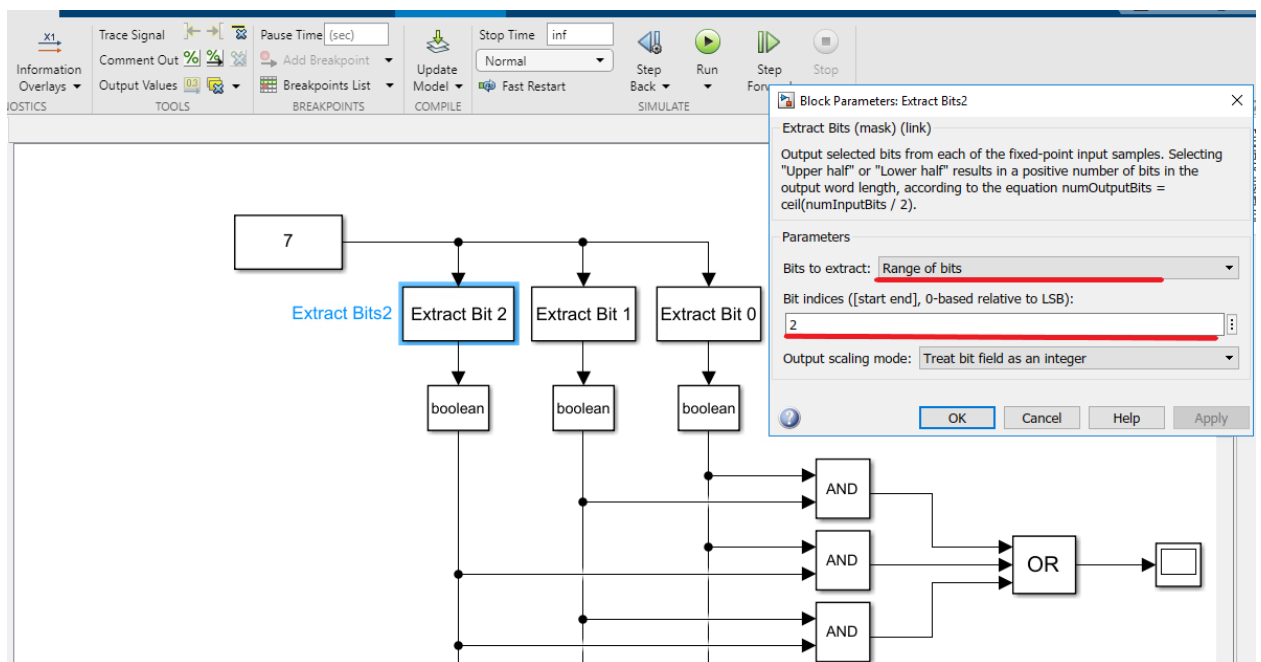 X1
Information
Overlays
NOSTICS
Trace Signal
Comment Out
Output Values 0.3
TOOLS
Pause Time (sec)
Add Breakpoint
Breakpoints List
BREAKPOINTS
Update
Model
COMPILE
Stop Time inf
Normal
Fast Restart
Step
Back
Run
Step
Stop
SIMULATE
Block Parameters: Extract Bits2
Extract Bits (mask) (link)
Output selected bits from each of the fixed-point input samples. Selecting
"Upper half" or "Lower half" results in a positive number of bits in the
output word length, according to the equation numOutputBits =
ceil(numInputBits / 2).
Parameters
Bits to extract: Range of bits
Bit indices ([start end], 0-based relative to LSB):
2
Output scaling mode: Treat bit field as an integer
OK Cancel Help Apply
7
Extract Bits2
Extract Bit 2
Extract Bit 1
Extract Bit 0
boolean
boolean
boolean
AND
AND
AND
OR